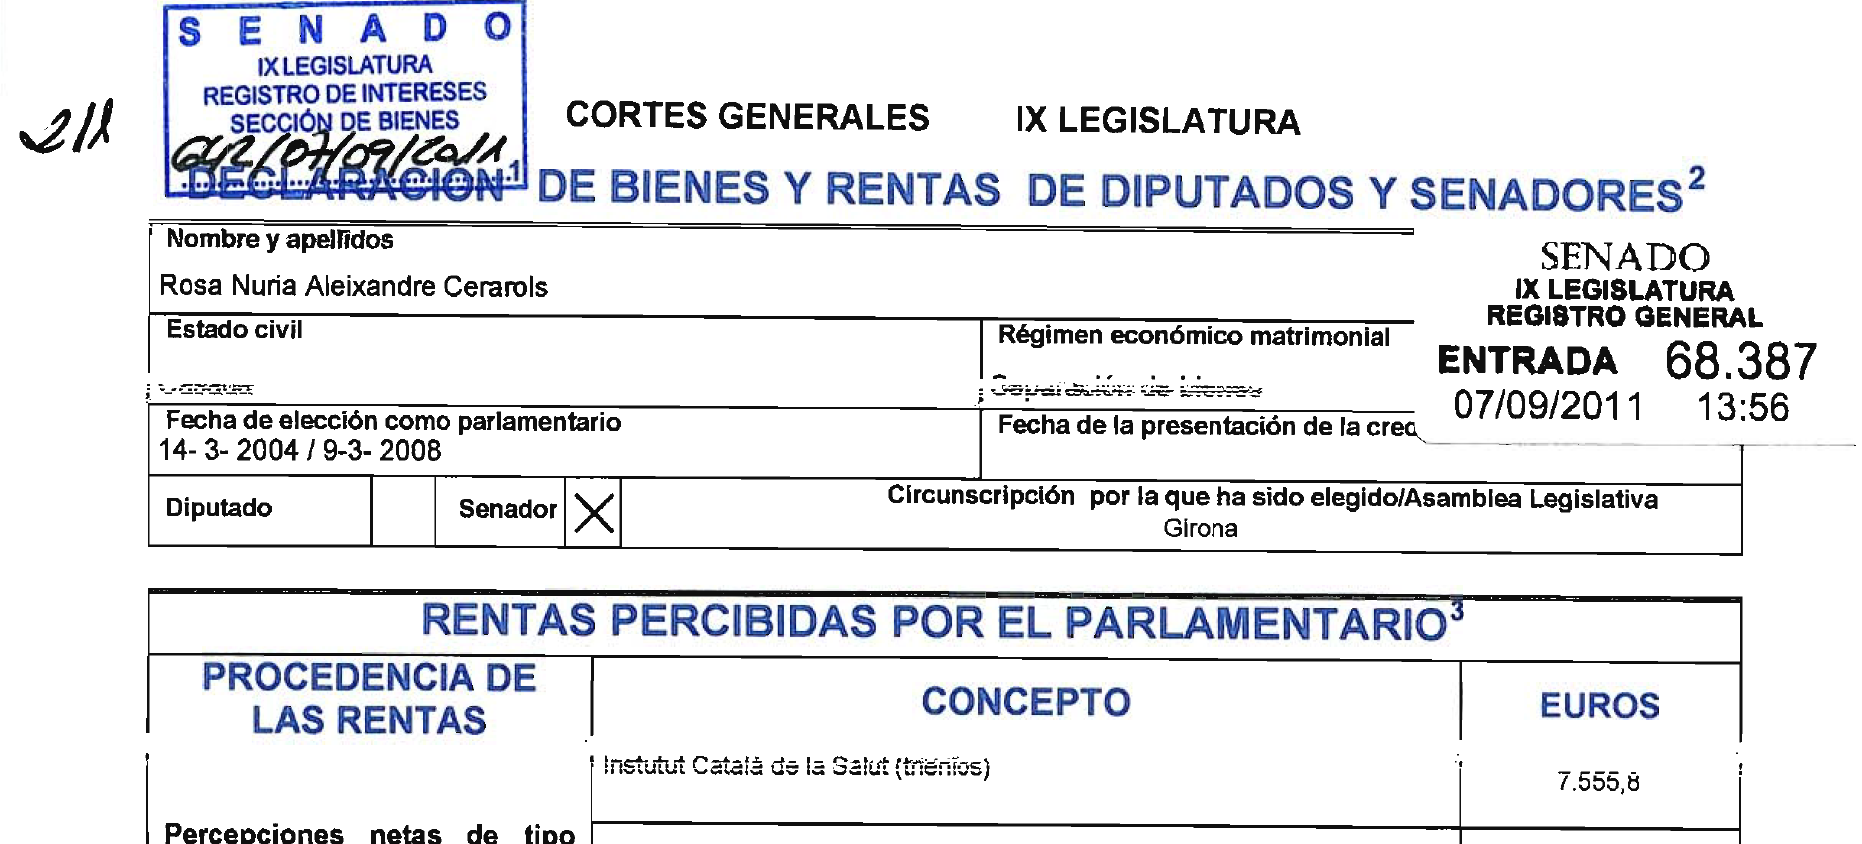 SENADO
IX LEGISLATURA
REGISTRO DE INTERESES
SECCIÓN DE BIENES
642/07/09/2011
CORTES GENERALES IX LEGISLATURA
DECLARACIÓN¹ DE BIENES Y RENTAS DE DIPUTADOS Y SENADORES²
Nombre y apellidos
Rosa Nuria Aleixandre Cerarols
SENADO
IX LEGISLATURA
REGISTRO GENERAL
ENTRADA 68.387
07/09/2011 13:56
Estado civil
Régimen económico matrimonial
Separación de bienes
Fecha de elección como parlamentario
14- 3- 2004 / 9-3- 2008
Fecha de la presentación de la cred
Diputado
Senador X
Circunscripción por la que ha sido elegido/Asamblea Legislativa
Girona
RENTAS PERCIBIDAS POR EL PARLAMENTARIO³
PROCEDENCIA DE
LAS RENTAS
CONCEPTO
EUROS
Instutut Català de la Salut (trienios)
7.555,8
Percepciones netas de tipo